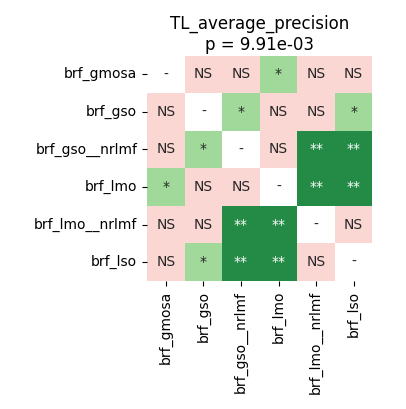 TL_average_precision
p = 9.91e-03
brf_gmosa - NS NS * NS NS
brf_gso NS - * NS NS *
brf_gso__nrlmf NS * - NS ** **
brf_lmo * NS NS - ** **
brf_lmo__nrlmf NS NS ** ** - NS
brf_lso NS * ** ** NS -
brf_gmosa brf_gso brf_gso__nrlmf brf_lmo brf_lmo__nrlmf brf_lso